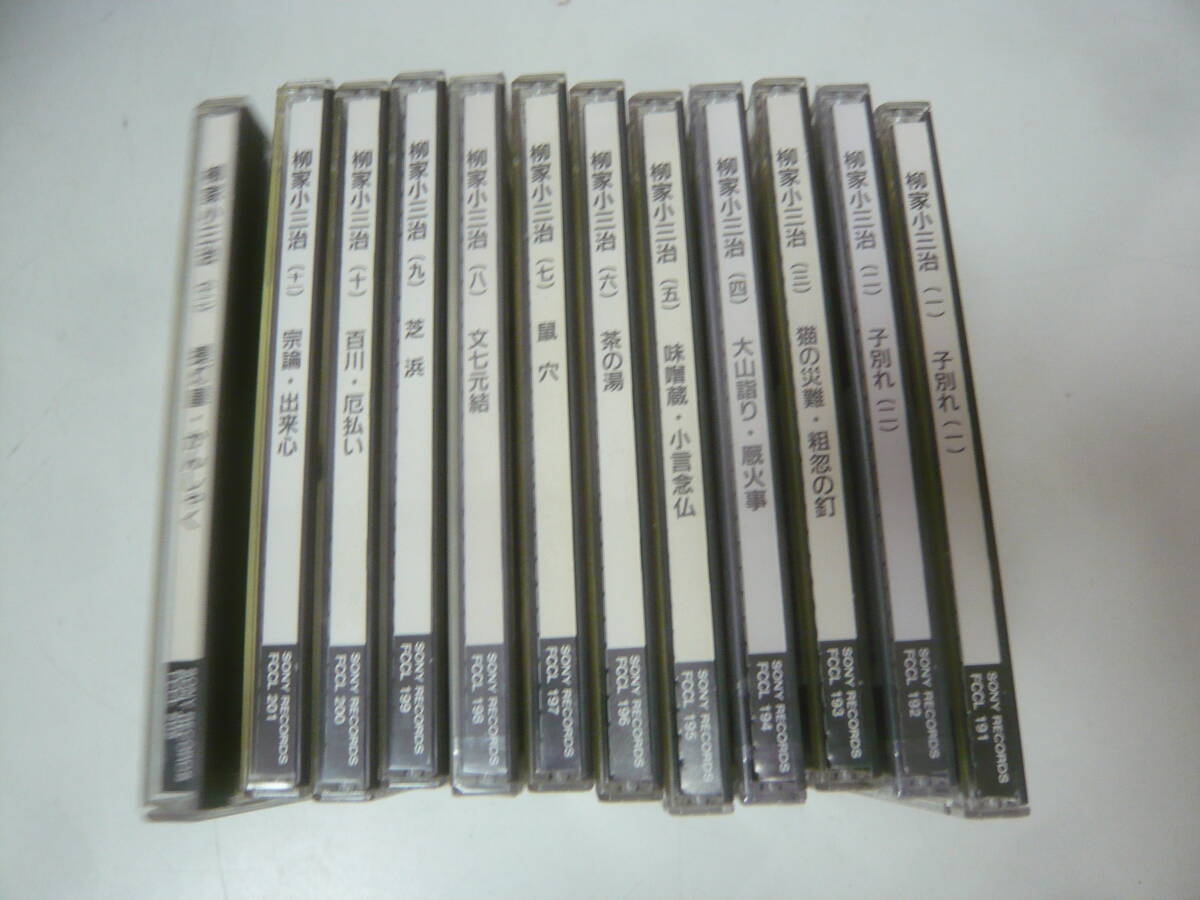 柳家小三治
柳家小三治 (十一) 宗論・出来心
SONY RECORDS
FCCL 201
柳家小三治 (十) 百川・厄払い
SONY RECORDS
FCCL 200
柳家小三治 (九) 芝浜
SONY RECORDS
FCCL 199
柳家小三治 (八) 文七元結
SONY RECORDS
FCCL 198
柳家小三治 (七) 鼠穴
SONY RECORDS
FCCL 197
柳家小三治 (六) 茶の湯
SONY RECORDS
FCCL 196
柳家小三治 (五) 味噌蔵・小言念仏
SONY RECORDS
FCCL 195
柳家小三治 (四) 大山詣り・厩火事
SONY RECORDS
FCCL 194
柳家小三治 (三) 猫の災難・粗忽の釘
SONY RECORDS
FCCL 193
柳家小三治 (二) 子別れ (二)
SONY RECORDS
FCCL 192
柳家小三治 (一) 子別れ (一)
SONY RECORDS
FCCL 191